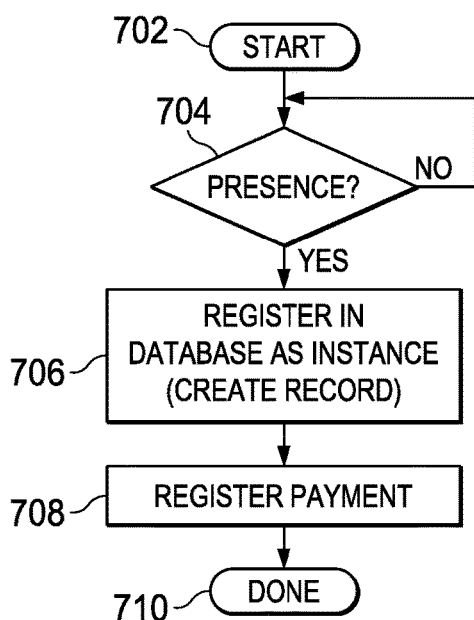 702
START
704
PRESENCE?
NO
YES
706
REGISTER IN
DATABASE AS INSTANCE
(CREATE RECORD)
708
REGISTER PAYMENT
710
DONE